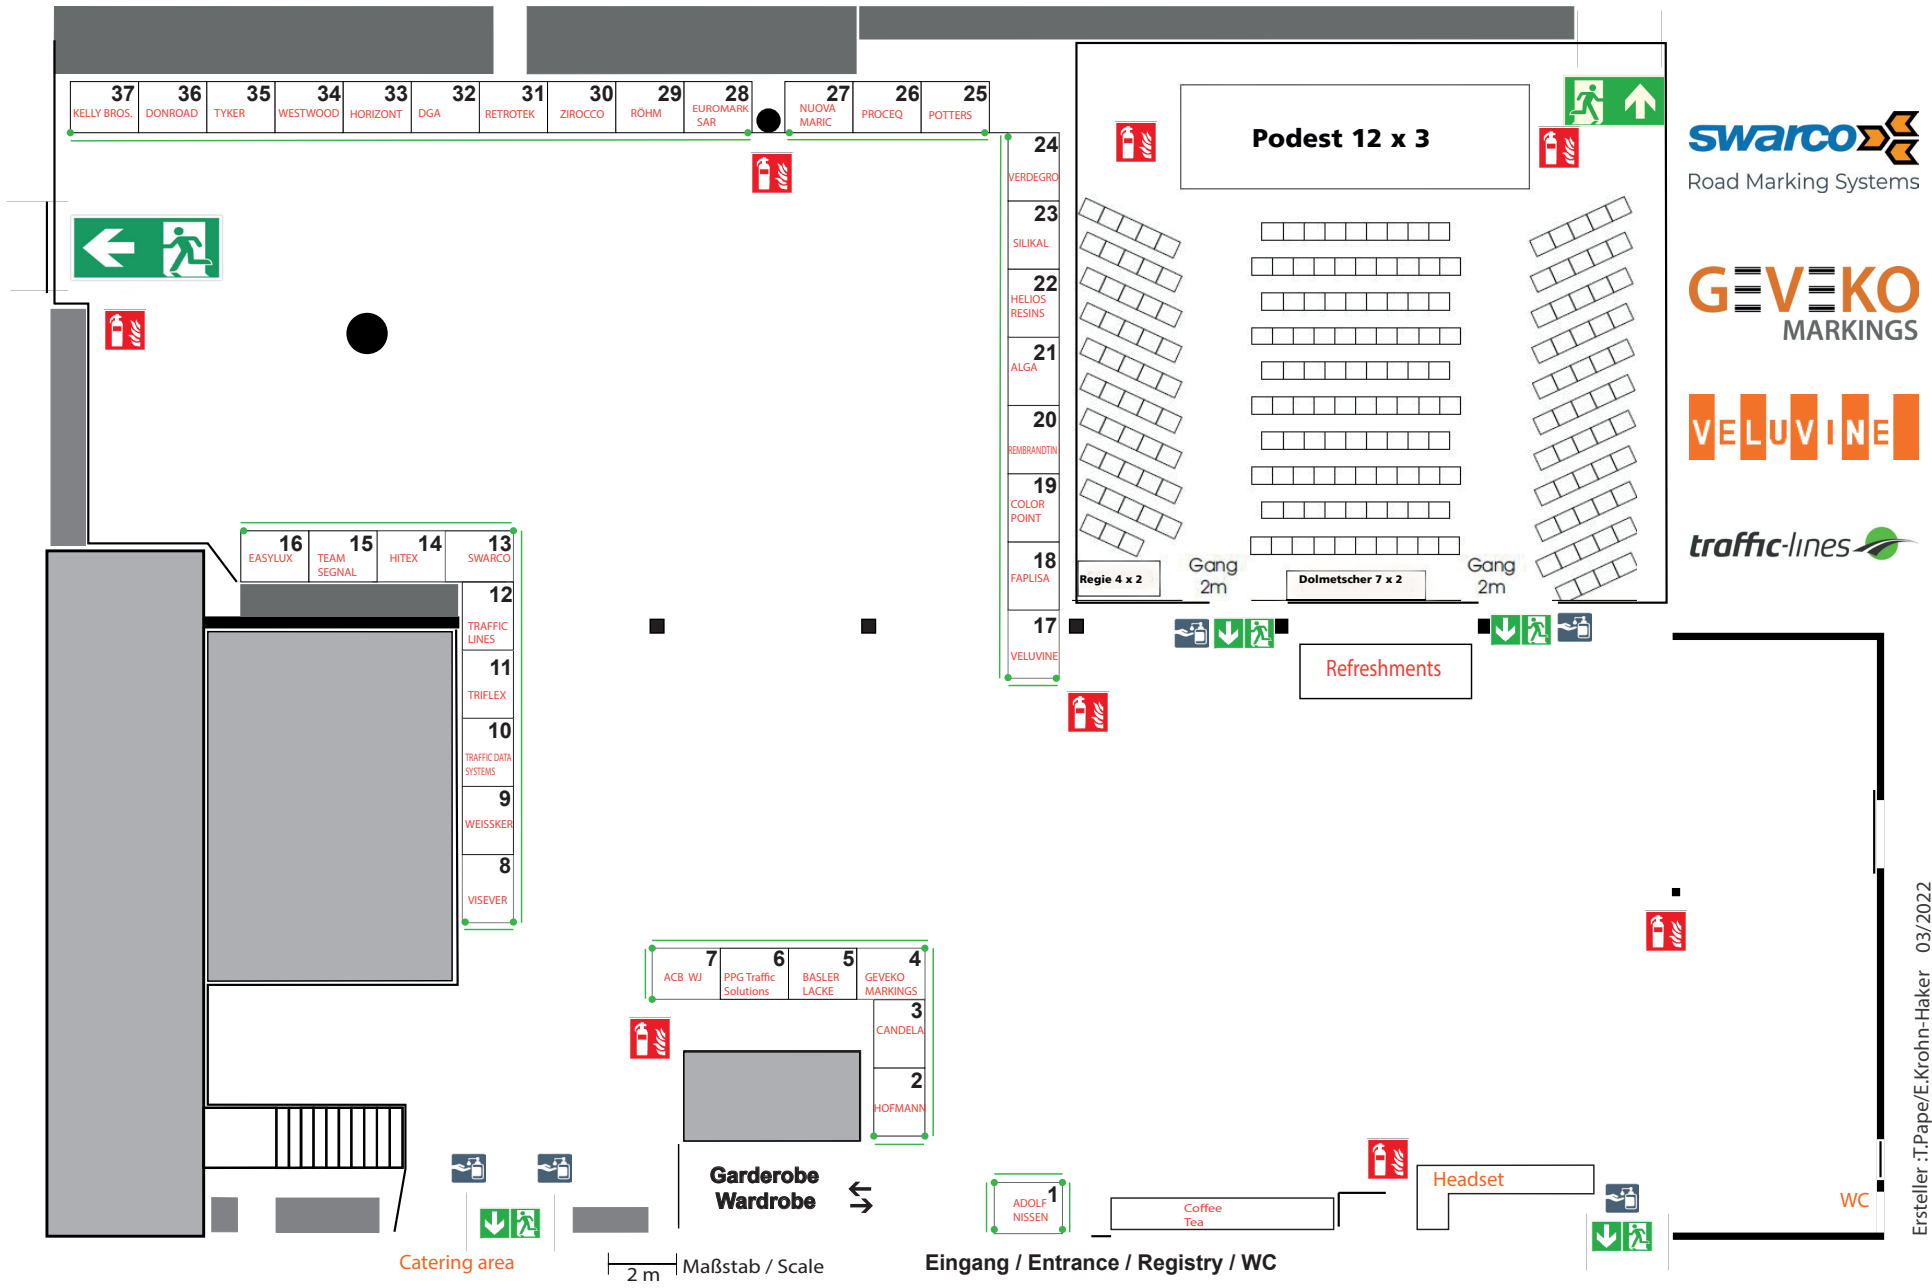 37
KELLY BROS.
36
DONROAD
35
TYKER
34
WESTWOOD
33
HORIZONT
32
DGA
31
RETROTEK
30
ZIROCCO
29
RÖHM
28
EUROMARK
SAR
27
NUOVA
MARIC
26
PROCEQ
25
POTTERS
24
VERDEGRO
23
SILIKAL
22
HELIOS
RESINS
21
ALGA
20
REMBRANDTIN
19
COLOR
POINT
18
FAPLISA
17
VELUVINE
Podest 12 x 3
Regie 4 x 2
Gang
2m
Dolmetscher 7 x 2
Gang
2m
Refreshments
swarco
Road Marking Systems
GEVEKO
MARKINGS
VELUVINE
traffic-lines
16
EASYLUX
15
TEAM
SEGNAL
14
HITEX
13
SWARCO
12
TRAFFIC
LINES
11
TRIFLEX
10
TRAFFIC DATA
SYSTEMS
9
WEISSKER
8
VISEVER
7
ACB WJ
6
PPG Traffic
Solutions
5
BASLER
LACKE
4
GEVEKO
MARKINGS
3
CANDELA
2
HOFMANN
Garderobe
Wardrobe
1
ADOLF
NISSEN
Coffee
Tea
Headset
WC
Catering area
2 m
Maßstab / Scale
Eingang / Entrance / Registry / WC
Ersteller :T.Pape/E.Krohn-Haker 03/2022